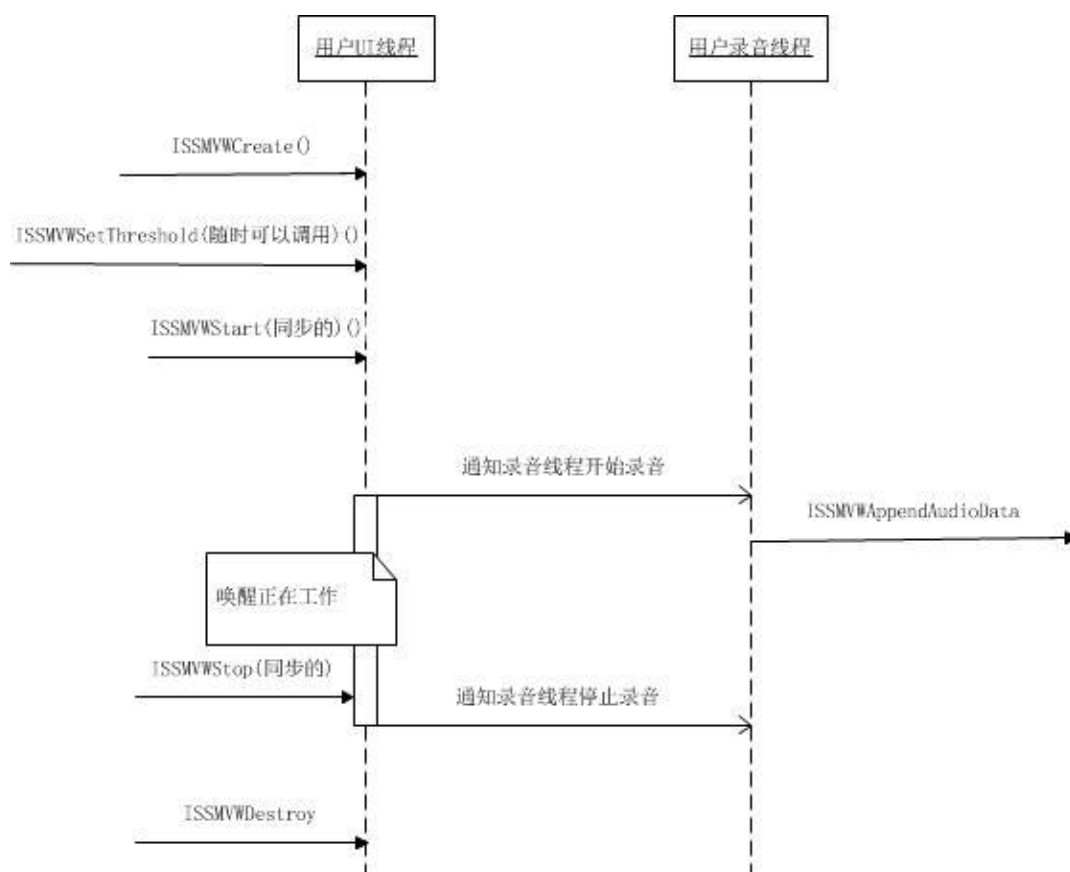 用户UI线程
用户录音线程
ISSMVWCreate()
ISSMVWSetThreshold(随时可以调用)()
ISSMVWStart(同步的)()
通知录音线程开始录音
ISSMVWAppendAudioData
唤醒正在工作
ISSMVWStop(同步的)
通知录音线程停止录音
ISSMVWDestroy